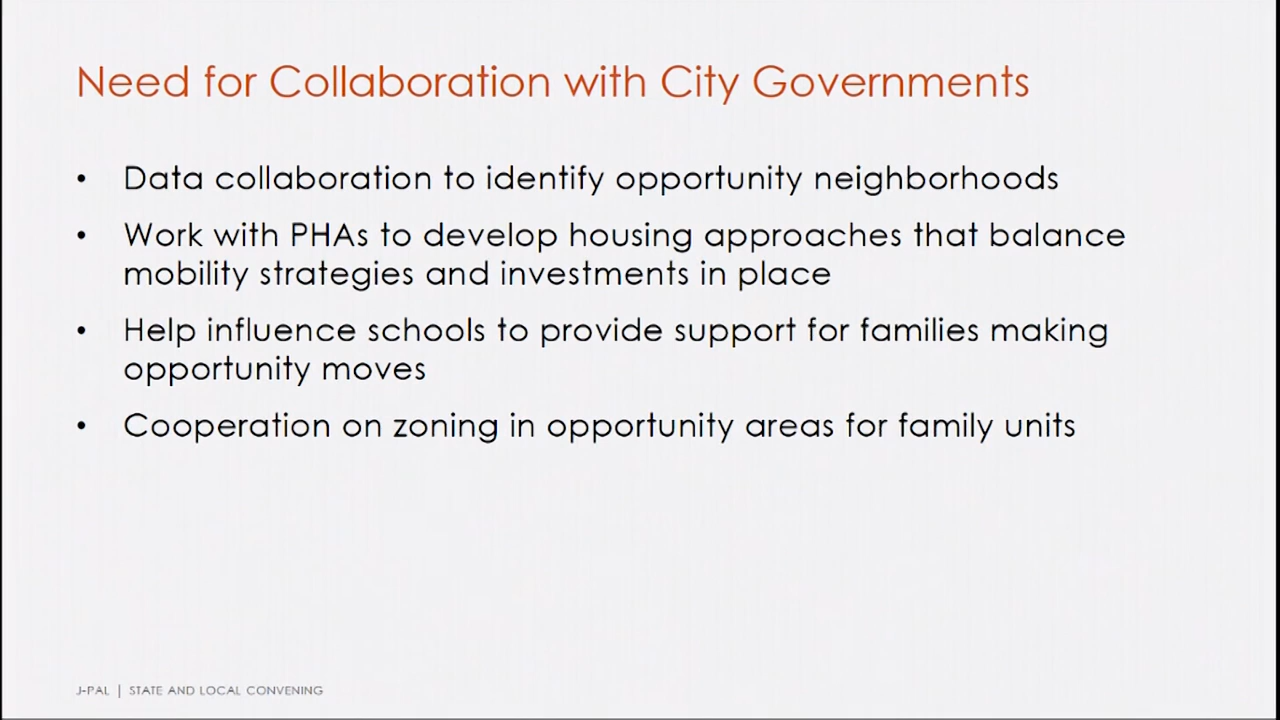 Need for Collaboration with City Governments
• Data collaboration to identify opportunity neighborhoods
• Work with PHAs to develop housing approaches that balance
mobility strategies and investments in place
• Help influence schools to provide support for families making
opportunity moves
• Cooperation on zoning in opportunity areas for family units
J-PAL | STATE AND LOCAL CONVENING